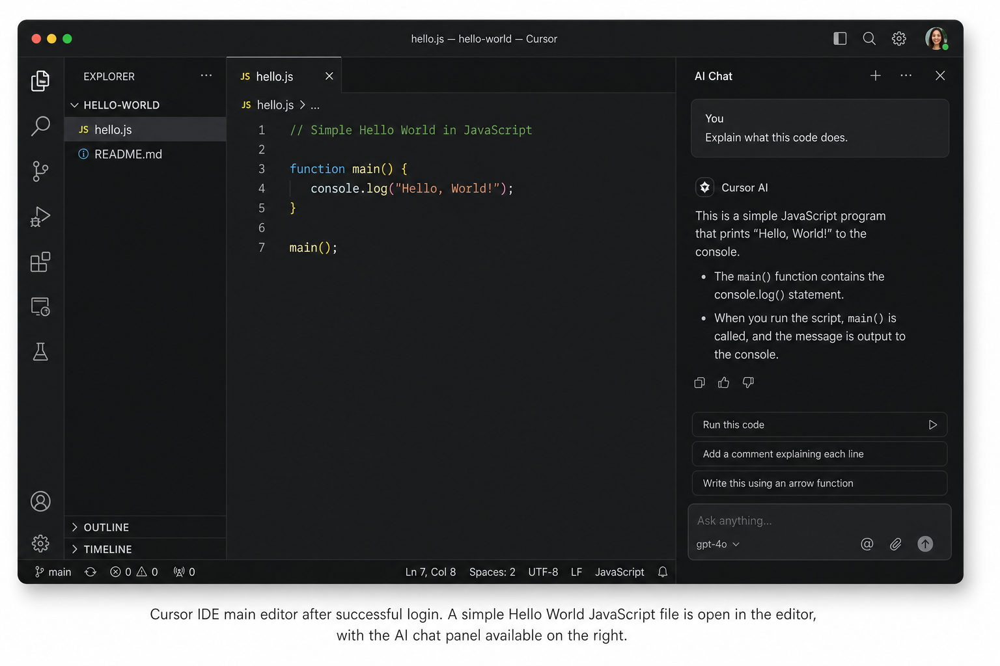 hello.js — hello-world — Cursor
EXPLORER
HELLO-WORLD
JS hello.js
README.md
OUTLINE
TIMELINE
JS hello.js
JS hello.js > ...
1 // Simple Hello World in JavaScript
2
3 function main() {
4 console.log("Hello, World!”);
5 }
6
7 main();
AI Chat
You
Explain what this code does.
Cursor AI
This is a simple JavaScript program
that prints “Hello, World!” to the
console.
• The main() function contains the
console.log() statement.
• When you run the script, main() is
called, and the message is output to
the console.
Run this code
Add a comment explaining each line
Write this using an arrow function
Ask anything...
gpt-4o
@
main 0 0 0
Ln 7, Col 8 Spaces: 2 UTF-8 LF JavaScript
Cursor IDE main editor after successful login. A simple Hello World JavaScript file is open in the editor,
with the AI chat panel available on the right.